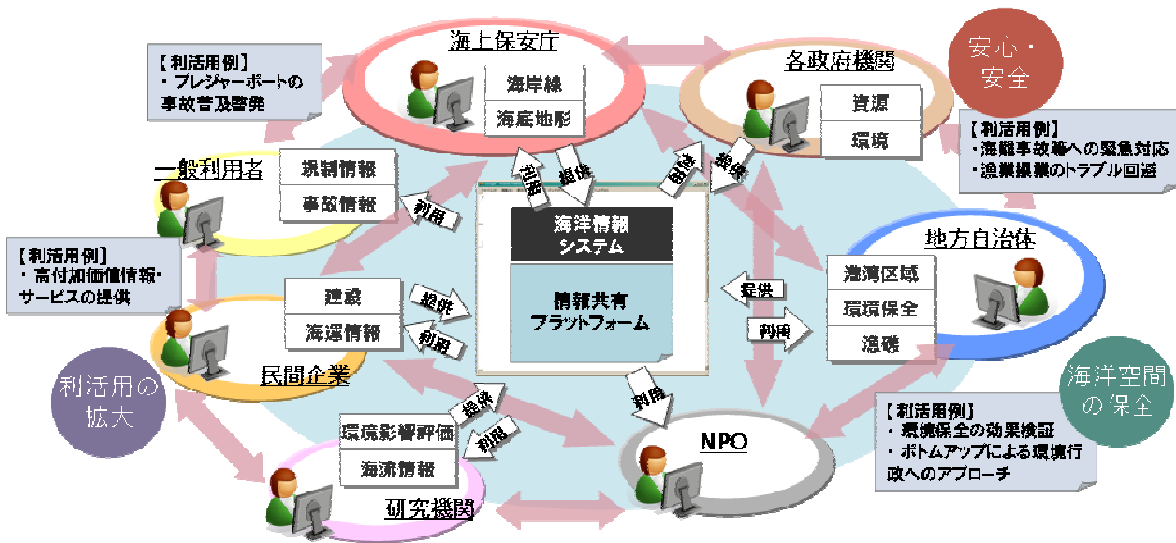 海上保安庁
海岸線
海底地形
各政府機関
資源
環境
安心・
安全
【利活用例】
・プレジャーボートの
事故普及啓発
【利活用例】
・海難事故等への緊急対応
・漁業操業のトラブル回避
一般利用者
規制情報
事故情報
利用
利用
提供
利用
提供
海洋情報
システム
情報共有
プラットフォーム
地方自治体
港湾区域
環境保全
漁礁
提供
利用
【利活用例】
・高付加価値情報・
サービスの提供
建設
海運情報
提供
利用
民間企業
利活用の
拡大
海洋空間
の保全
環境影響評価
海流情報
提供
利用
研究機関
利用
NPO
【利活用例】
・環境保全の効果検証
・ボトムアップによる環境行
政へのアプローチ